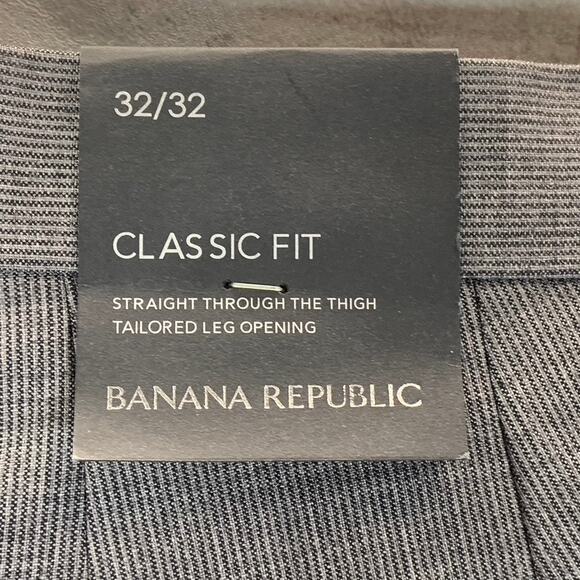 32/32
CLASSIC FIT
STRAIGHT THROUGH THE THIGH
TAILORED LEG OPENING
BANANA REPUBLIC